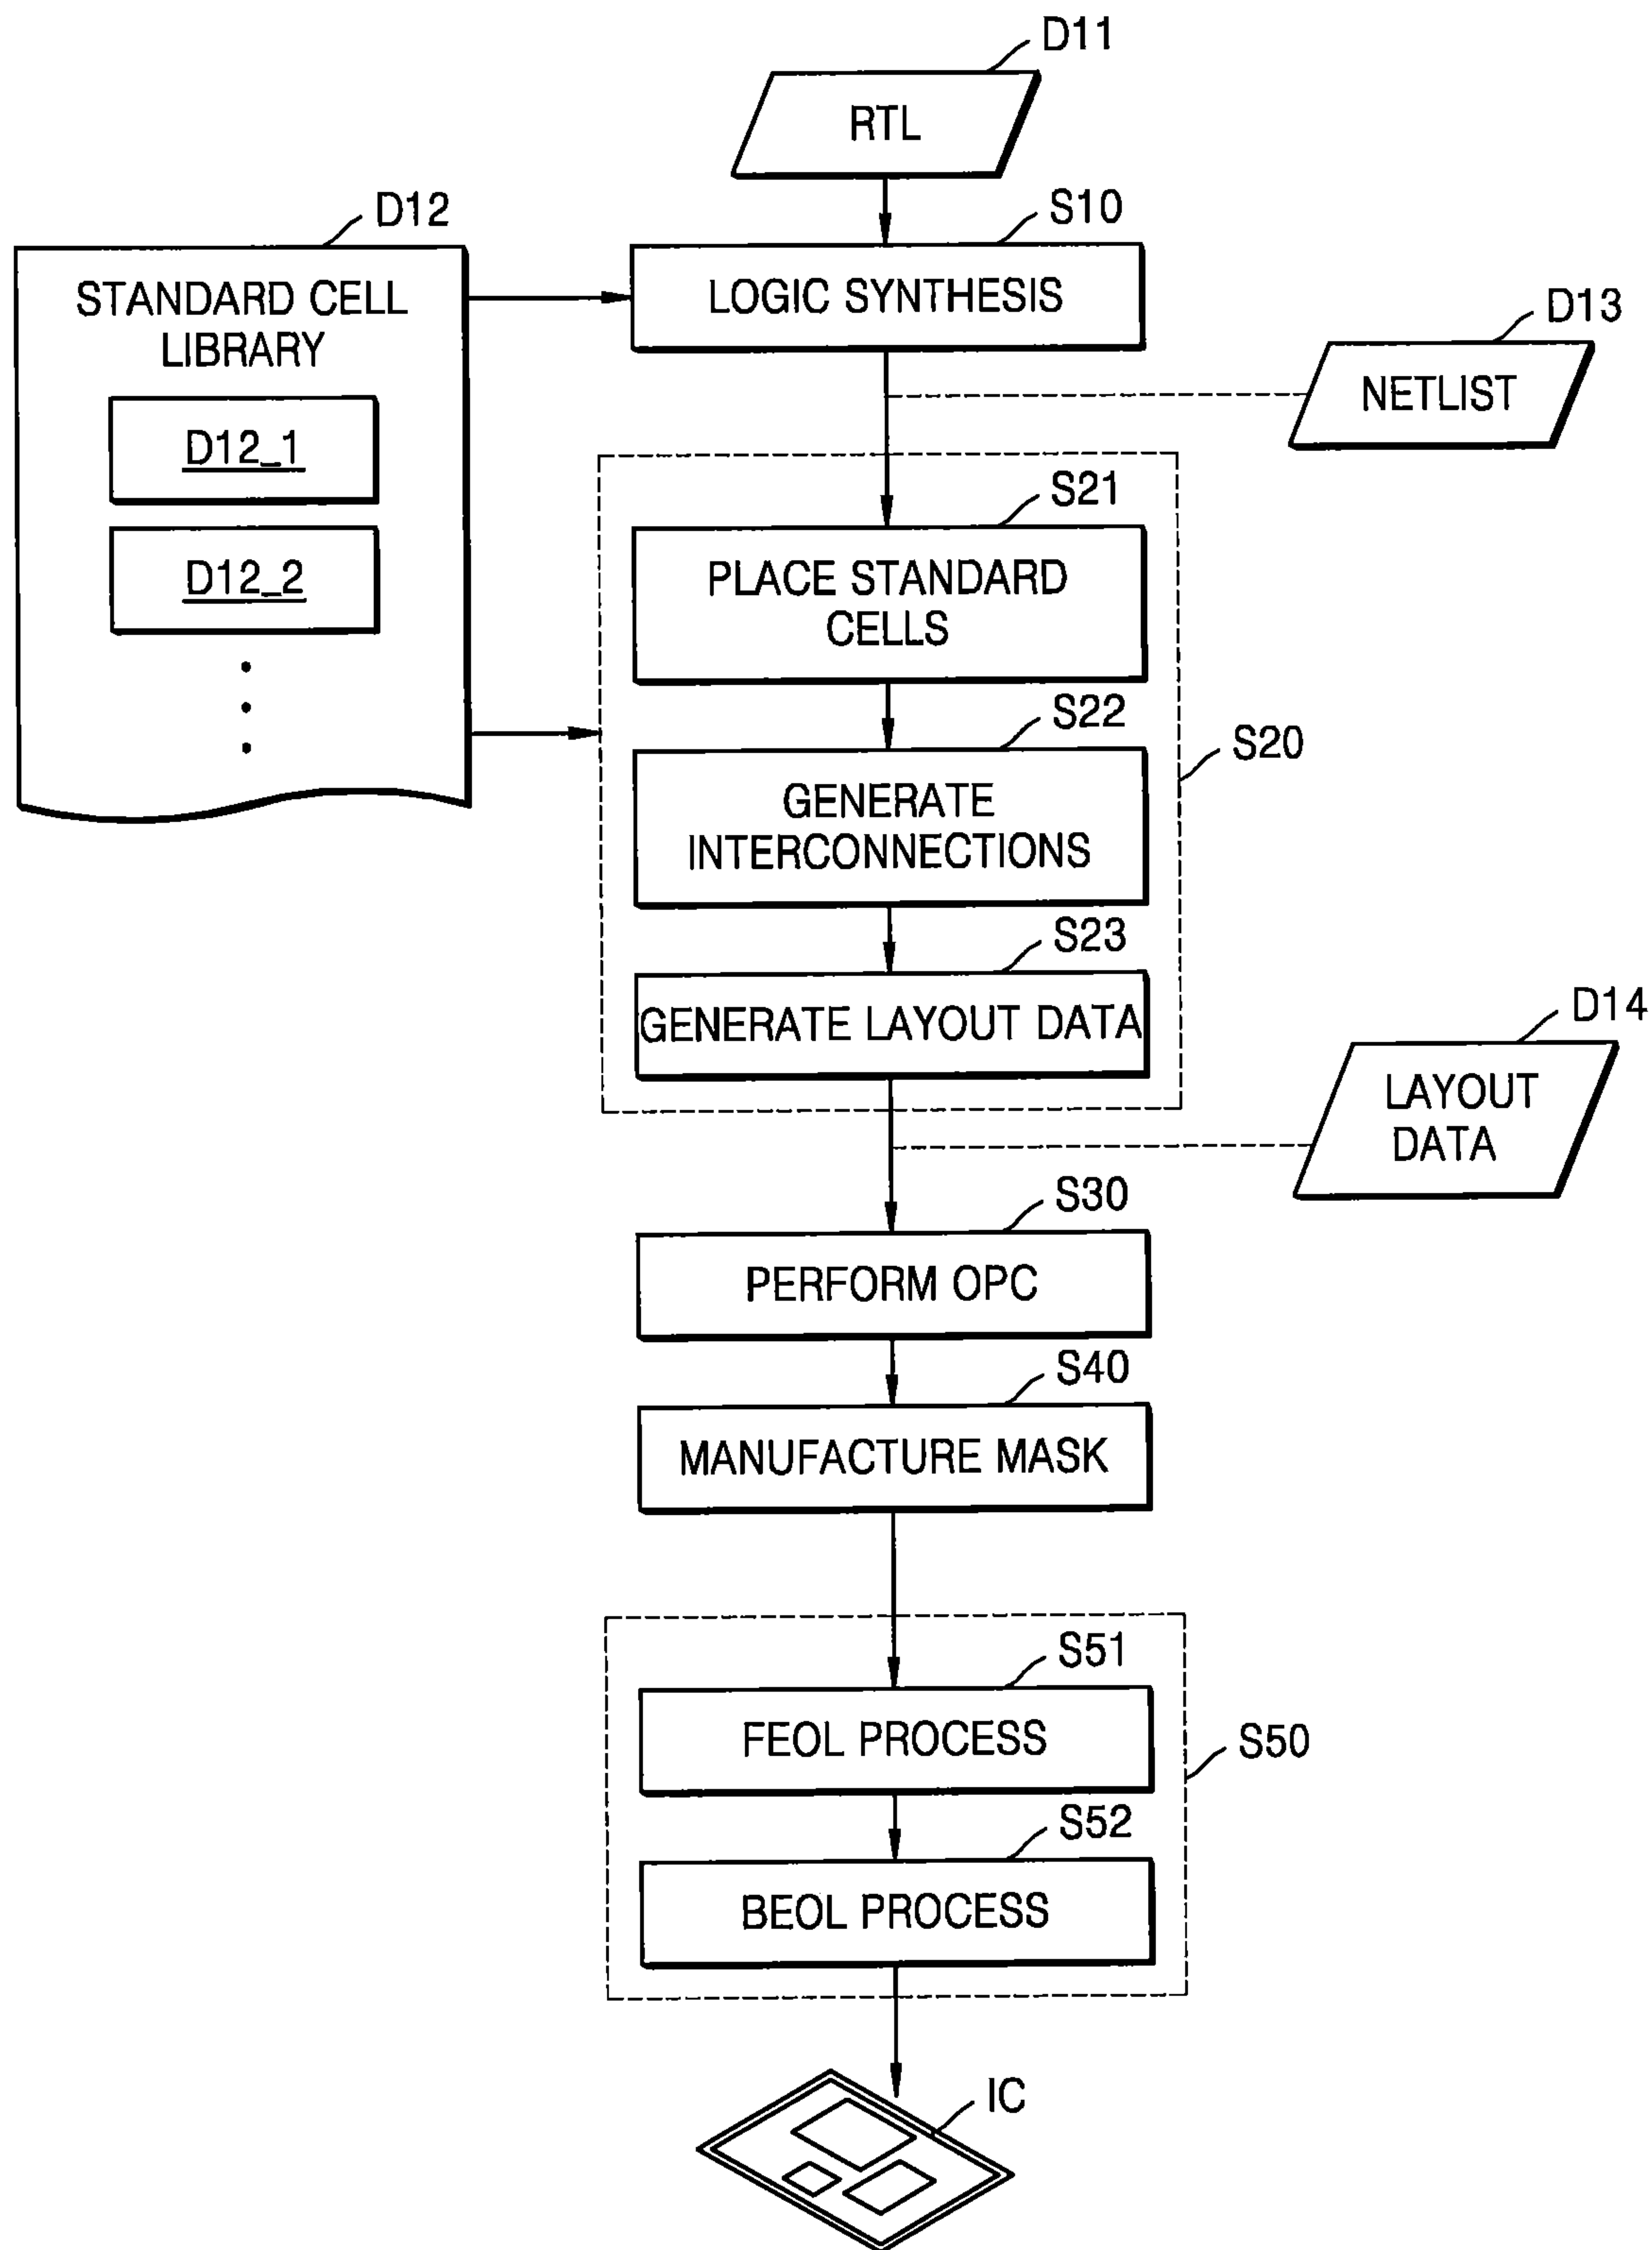 D11
RTL
D12
S10
STANDARD CELL
LIBRARY
LOGIC SYNTHESIS
D13
NETLIST
D12_1
D12_2
S21
PLACE STANDARD
CELLS
S22
S20
GENERATE
INTERCONNECTIONS
S23
GENERATE LAYOUT DATA
D14
LAYOUT
DATA
S30
PERFORM OPC
S40
MANUFACTURE MASK
S51
FEOL PROCESS
S50
S52
BEOL PROCESS
IC